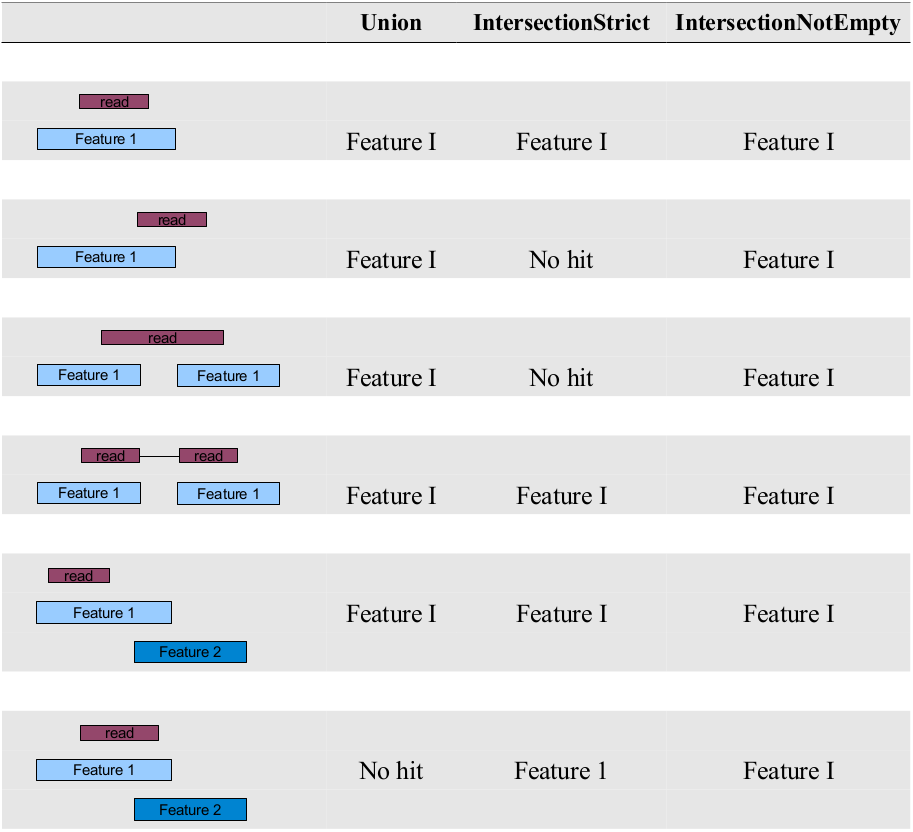 Union IntersectionStrict IntersectionNotEmpty
read
Feature 1
Feature I Feature I Feature I
read
Feature 1
Feature I No hit Feature I
read
Feature 1 Feature 1
Feature I No hit Feature I
read read
Feature 1 Feature 1
Feature I Feature I Feature I
read
Feature 1
Feature I Feature I Feature I
Feature 2
read
Feature 1
No hit Feature 1 Feature I
Feature 2